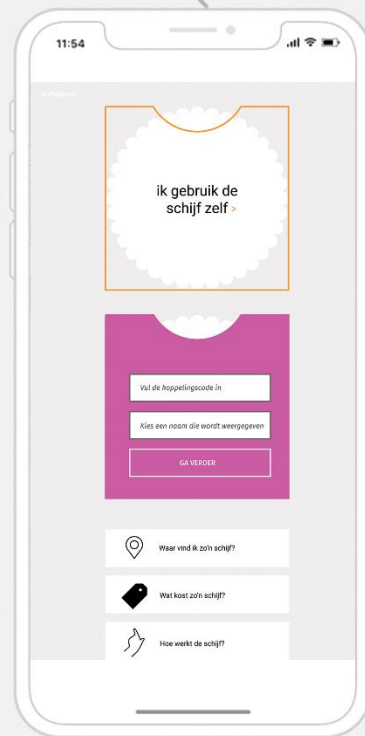 11:54
ik gebruik de
schijf zelf >
Vul de koppelingscode in
Kies een naam die wordt weergegeven
GA VERDER
Waar vind ik zo'n schijf?
Wat kost zo'n schijf?
Hoe werkt de schijf?